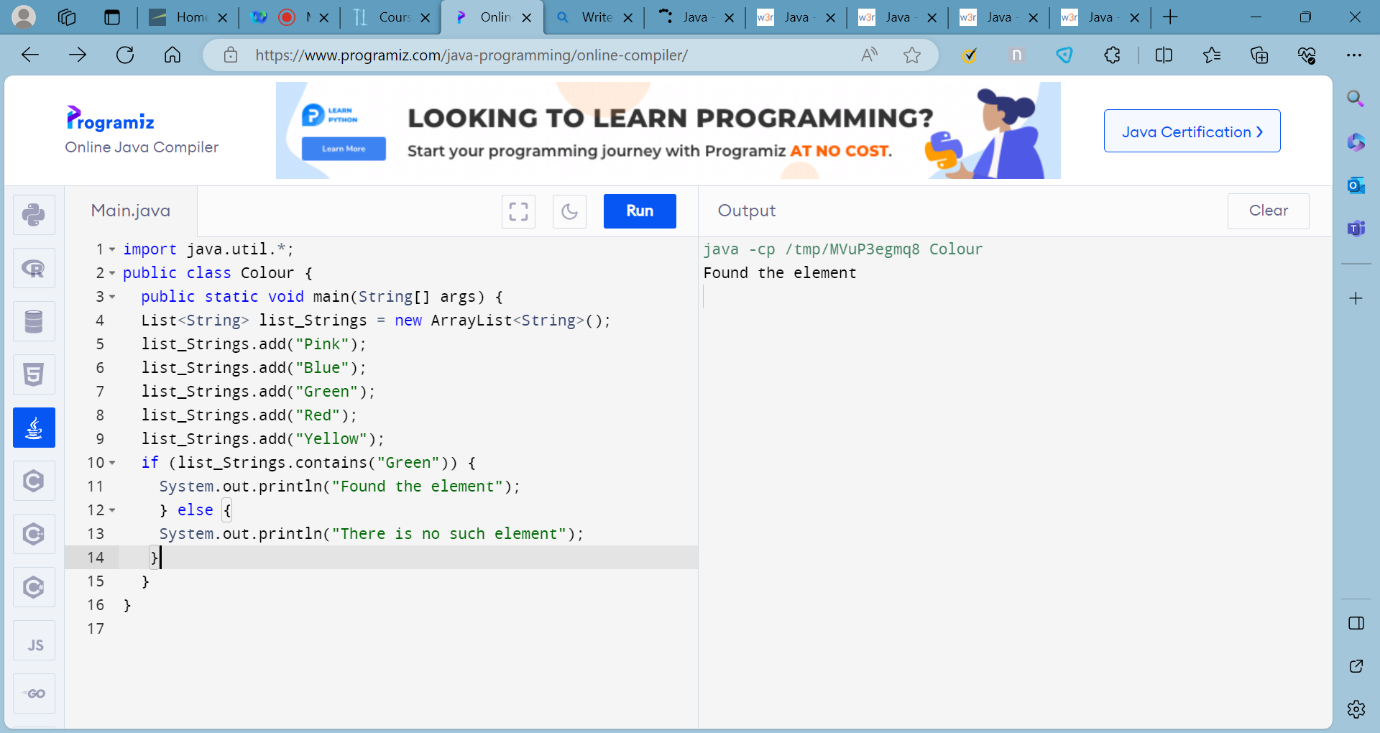 Home
N
Cours
Onlin
Write
Java -
w3r Java -
w3r Java -
w3r Java -
w3r Java -
https://www.programiz.com/java-programming/online-compiler/
Programiz
Online Java Compiler
LEARN
PYTHON
Learn More
LOOKING TO LEARN PROGRAMMING?
Start your programming journey with Programiz AT NO COST.
Java Certification
Main.java
Run
Output
Clear
1 import java.util.*;
2 public class Colour {
3 public static void main(String[] args) {
4 List<String> list_Strings = new ArrayList<String>();
5 list_Strings.add("Pink");
6 list_Strings.add("Blue");
7 list_Strings.add("Green");
8 list_Strings.add("Red");
9 list_Strings.add("Yellow");
10 if (list_Strings.contains("Green")) {
11 System.out.println("Found the element");
12 } else {
13 System.out.println("There is no such element");
14 }
15 }
16 }
17
java -cp /tmp/MVuP3egmq8 Colour
Found the element
JS
GO